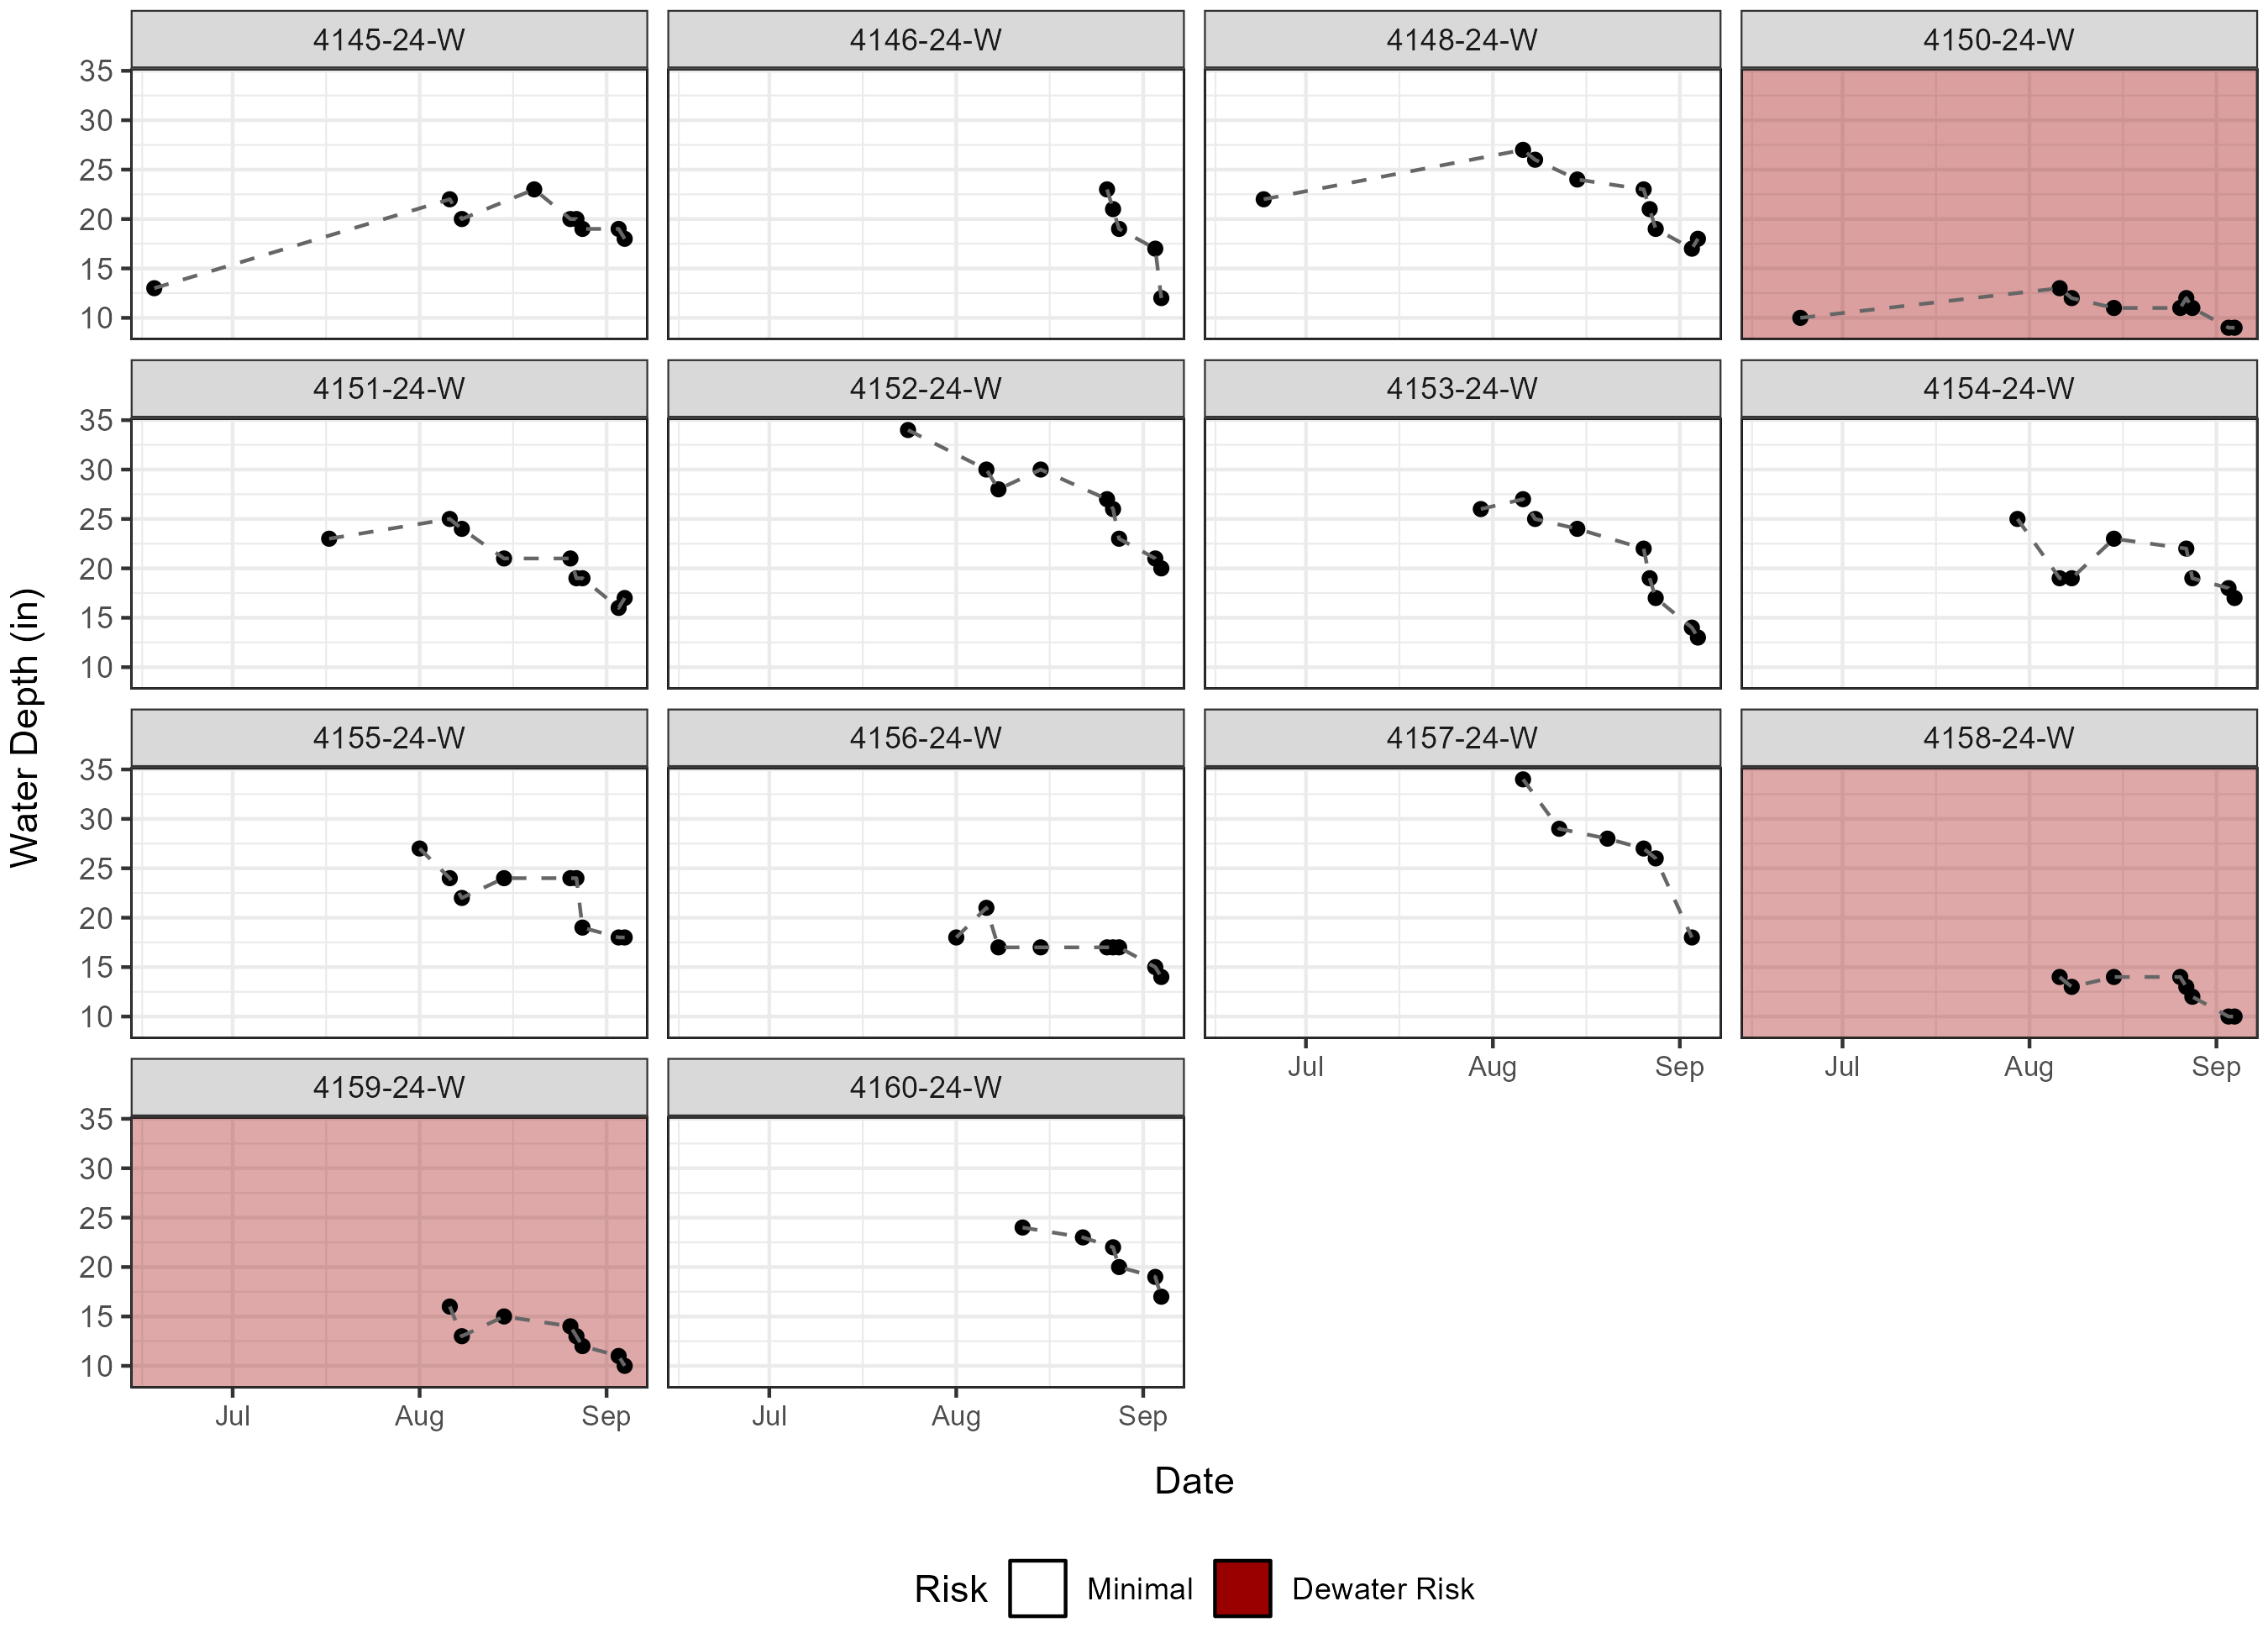 4145-24-W 4146-24-W 4148-24-W 4150-24-W
35
30
25
20
15
10
4151-24-W 4152-24-W 4153-24-W 4154-24-W
35
30
25
20
15
10
Water Depth (in)
4155-24-W 4156-24-W 4157-24-W 4158-24-W
35
30
25
20
15
10
Jul Aug Sep Jul Aug Sep
4159-24-W 4160-24-W
35
30
25
20
15
10
Jul Aug Sep Jul Aug Sep
Date
Risk Minimal Dewater Risk